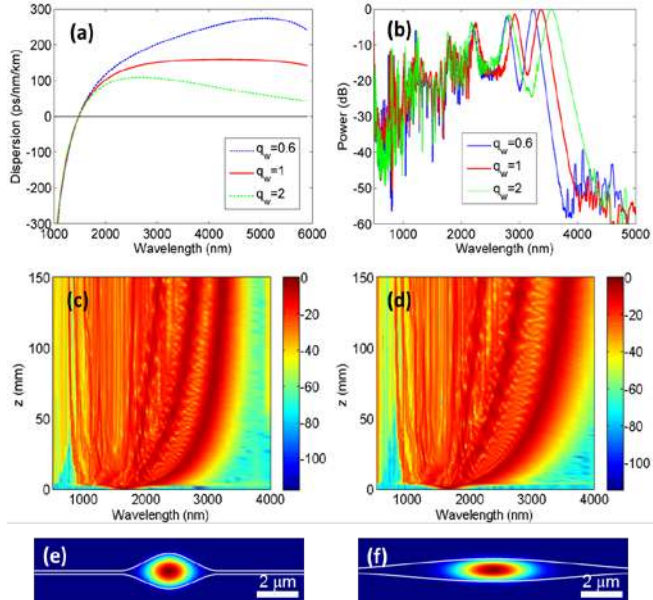 (a)
Dispersion (ps/nm/km)
300
200
100
0
-100
-200
-300
1000 2000 3000 4000 5000 6000
Wavelength (nm)
q_w=0.6
q_w=1
q_w=2
(b)
Power (dB)
0
-10
-20
-30
-40
-50
-60
1000 2000 3000 4000 5000
Wavelength (nm)
q_w=0.6
q_w=1
q_w=2
(c)
z (mm)
150
100
50
0
1000 2000 3000 4000
Wavelength (nm)
0
-20
-40
-60
-80
-100
(d)
z (mm)
150
100
50
0
1000 2000 3000 4000
Wavelength (nm)
0
-20
-40
-60
-80
-100
(e)
2 μm
(f)
2 μm